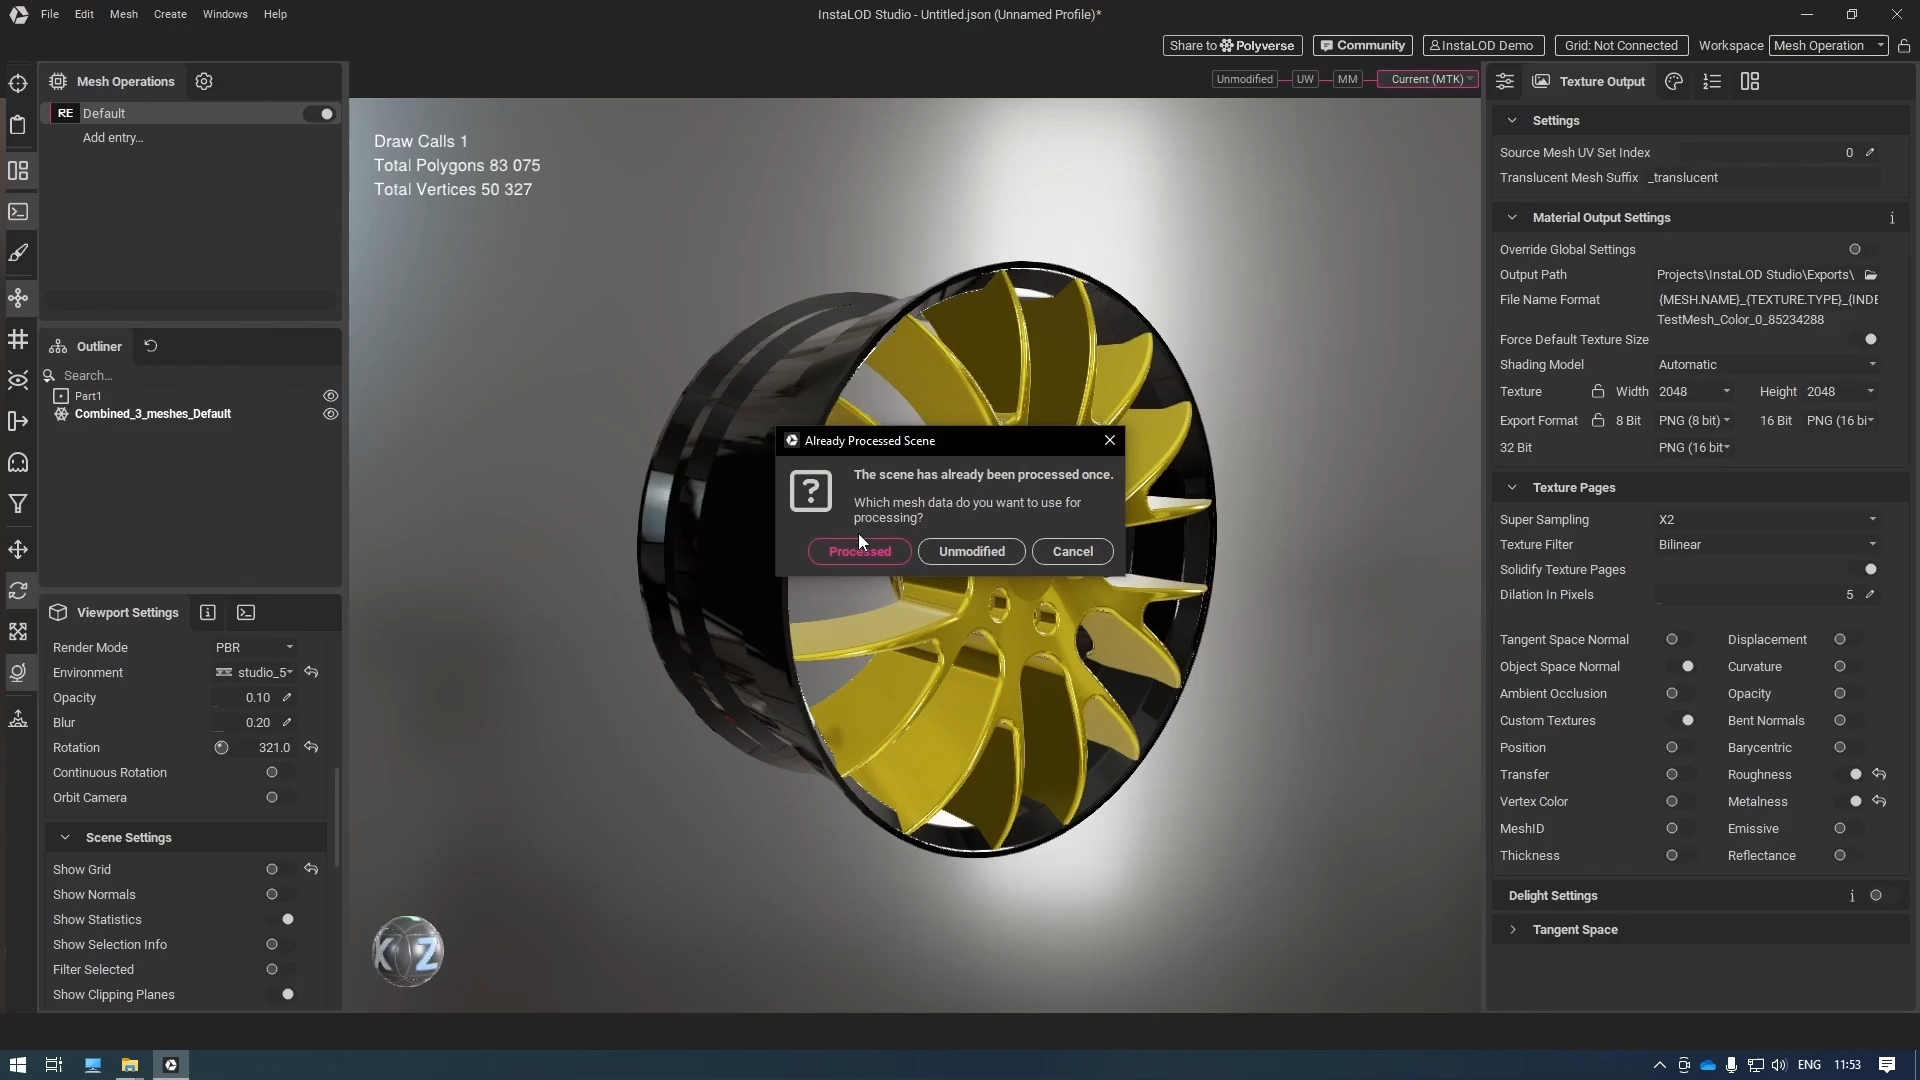 File Edit Mesh Create Windows Help
InstaLOD Studio - Untitled.json (Unnamed Profile)*
Share to Polyverse
Community
InstaLOD Demo
Grid: Not Connected
Workspace Mesh Operation
Mesh Operations
RE Default
Add entry...
Unmodified UW MM Current (MTK)
Draw Calls 1
Total Polygons 83 075
Total Vertices 50 327
Outliner
Search...
Part1
Combined_3_meshes_Default
Already Processed Scene
The scene has already been processed once.
Which mesh data do you want to use for
processing?
Processed Unmodified Cancel
Viewport Settings
Render Mode PBR
Environment studio_5
Opacity 0.10
Blur 0.20
Rotation 321.0
Continuous Rotation
Orbit Camera
Scene Settings
Show Grid
Show Normals
Show Statistics
Show Selection Info
Filter Selected
Show Clipping Planes
Z
Texture Output
Settings
Source Mesh UV Set Index 0
Translucent Mesh Suffix _translucent
Material Output Settings i
Override Global Settings
Output Path Projects\InstaLOD Studio\Exports\
File Name Format {MESH.NAME}_{TEXTURE.TYPE}_{INDE
TestMesh_Color_0_85234288
Force Default Texture Size
Shading Model Automatic
Texture Width 2048 Height 2048
Export Format 8 Bit PNG (8 bit) 16 Bit PNG (16 bi
32 Bit PNG (16 bit
Texture Pages
Super Sampling X2
Texture Filter Bilinear
Solidify Texture Pages
Dilation In Pixels 5
Tangent Space Normal Displacement
Object Space Normal Curvature
Ambient Occlusion Opacity
Custom Textures Bent Normals
Position Barycentric
Transfer Roughness
Vertex Color Metalness
MeshID Emissive
Thickness Reflectance
Delight Settings i
Tangent Space
ENG 11:53